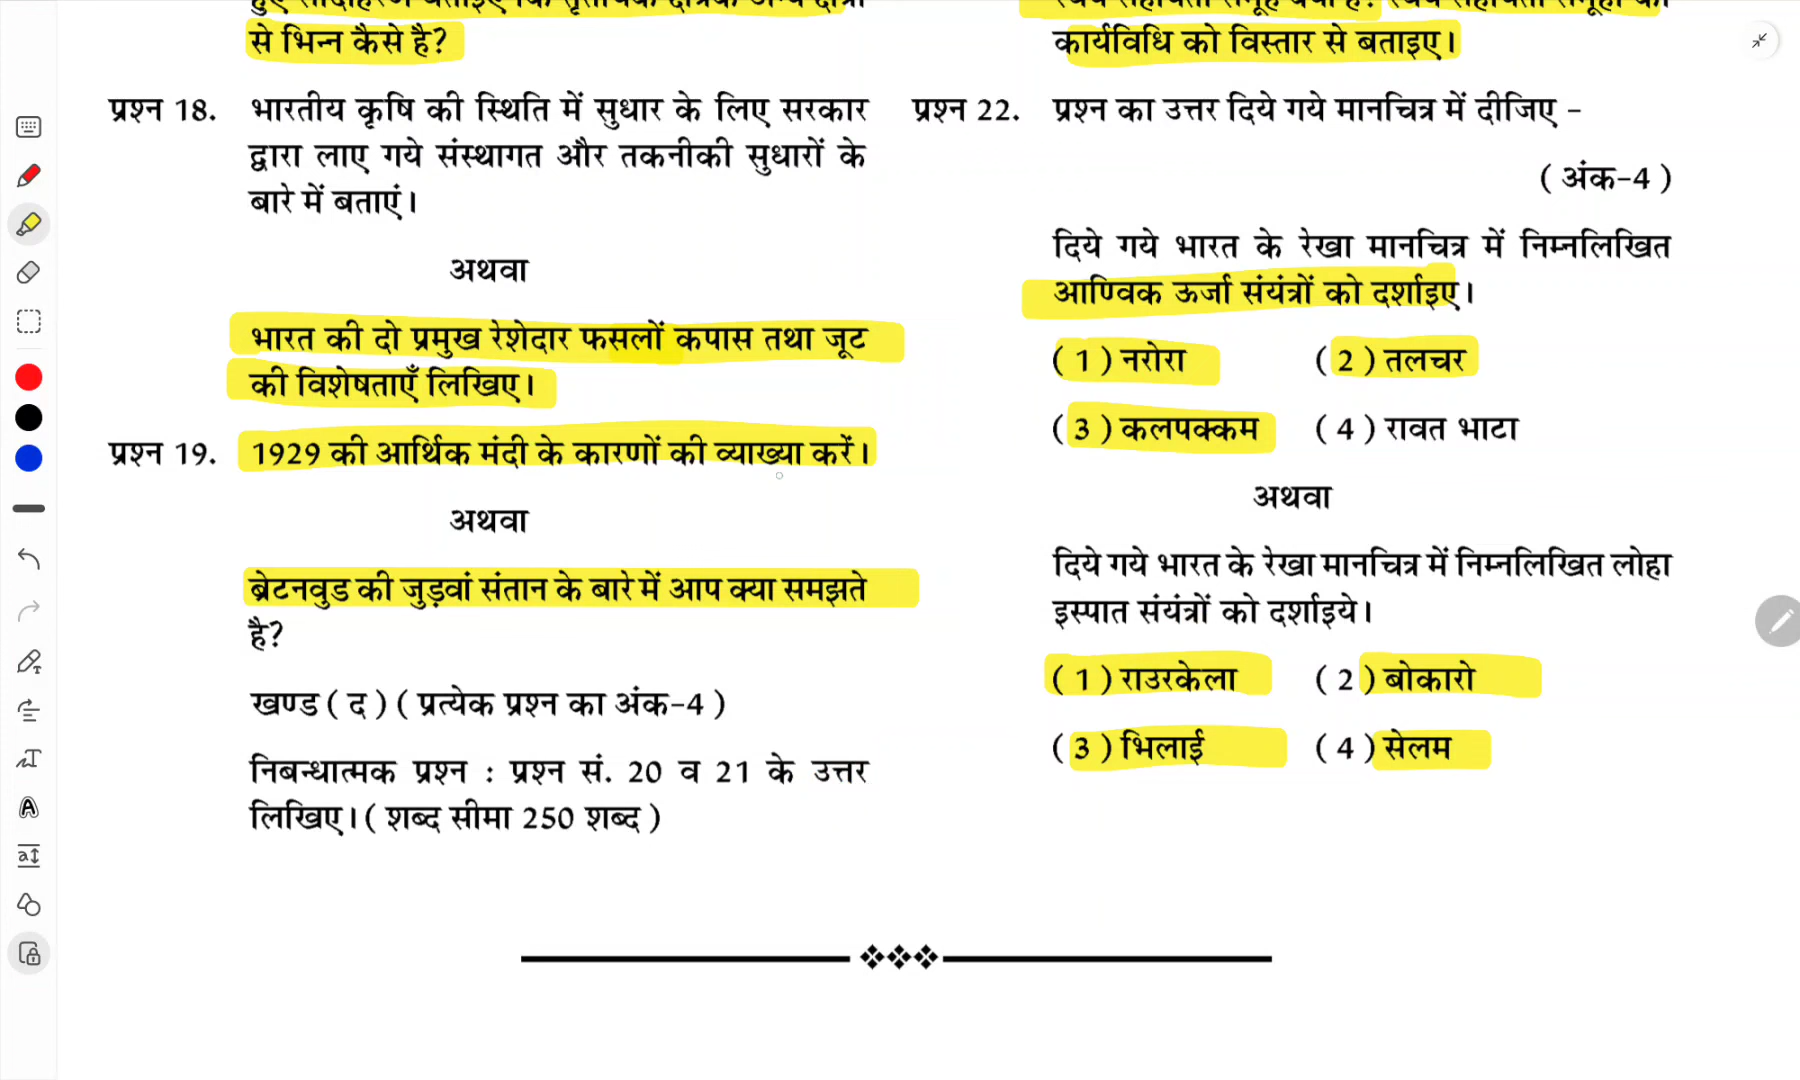 से भिन्न कैसे है?
प्रश्न 18. भारतीय कृषि की स्थिति में सुधार के लिए सरकार
द्वारा लाए गये संस्थागत और तकनीकी सुधारों के
बारे में बताएं।
अथवा
भारत की दो प्रमुख रेशेदार फसलों कपास तथा जूट
की विशेषताएँ लिखिए।
प्रश्न 19. 1929 की आर्थिक मंदी के कारणों की व्याख्या करें।
अथवा
ब्रेटनवुड की जुड़वां संतान के बारे में आप क्या समझते
है?
खण्ड ( द ) ( प्रत्येक प्रश्न का अंक-4 )
निबन्धात्मक प्रश्न : प्रश्न सं. 20 व 21 के उत्तर
लिखिए। ( शब्द सीमा 250 शब्द )
कार्यविधि को विस्तार से बताइए।
प्रश्न 22. प्रश्न का उत्तर दिये गये मानचित्र में दीजिए -
( अंक-4 )
दिये गये भारत के रेखा मानचित्र में निम्नलिखित
आण्विक ऊर्जा संयंत्रों को दर्शाइए।
( 1 ) नरोरा ( 2 ) तलचर
( 3 ) कलपक्कम ( 4 ) रावत भाटा
अथवा
दिये गये भारत के रेखा मानचित्र में निम्नलिखित लोहा
इस्पात संयंत्रों को दर्शाइये।
( 1 ) राउरकेला ( 2 ) बोकारो
( 3 ) भिलाई ( 4 ) सेलम